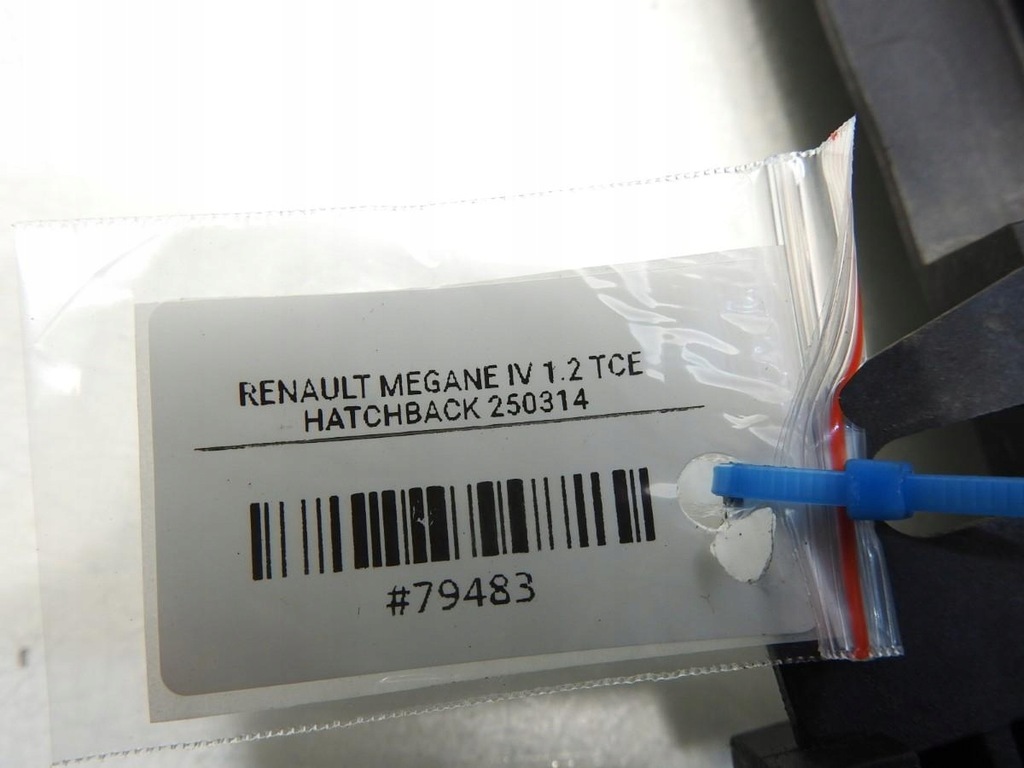 RENAULT MEGANE IV 1.2 TCE
HATCHBACK 250314
#79483